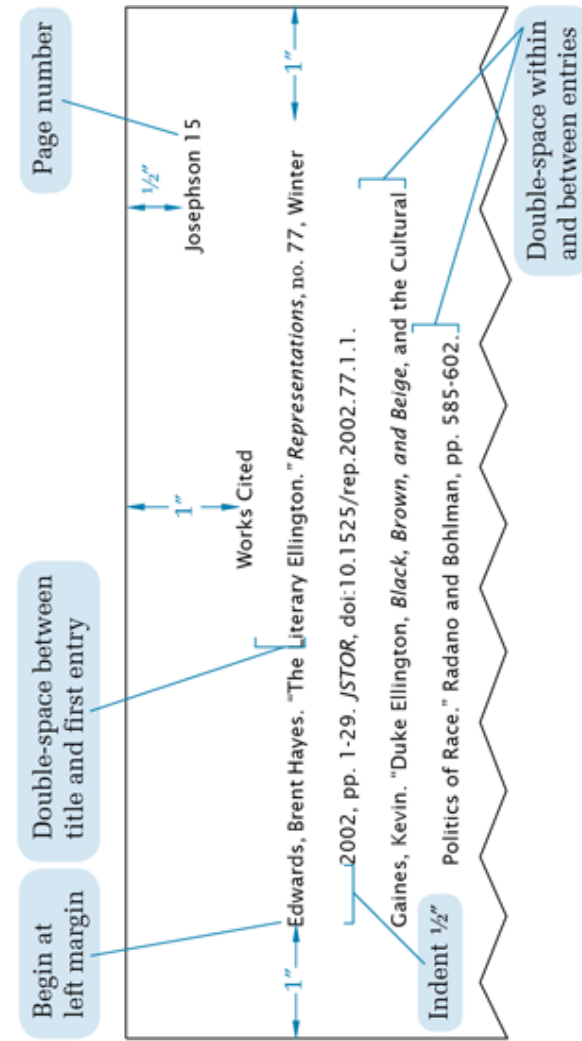 Begin at
left margin
Double-space between
title and first entry
Page number
½″
Josephson 15
1″
Works Cited
1″
1″
Edwards, Brent Hayes. “The Literary Ellington.” Representations, no. 77, Winter
2002, pp. 1-29. JSTOR, doi:10.1525/rep.2002.77.1.1.
Gaines, Kevin. “Duke Ellington, Black, Brown, and Beige, and the Cultural
Politics of Race.” Radano and Bohlman, pp. 585-602.
Indent ½″
Double-space within
and between entries